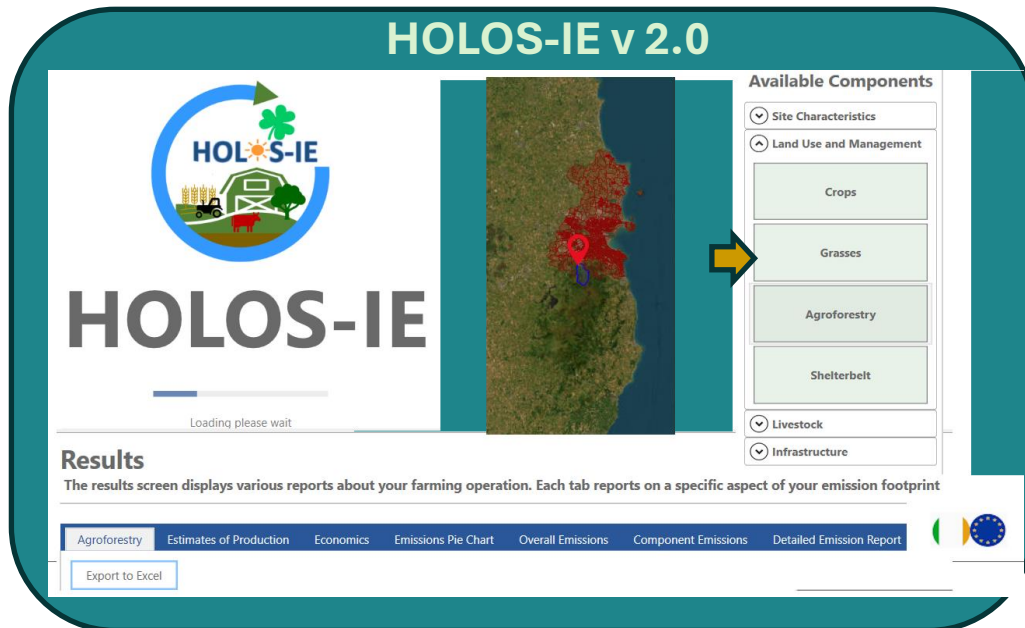 HOLOS-IE v 2.0
HOLOS-IE
HOLOS-IE
Loading please wait
Available Components
Site Characteristics
Land Use and Management
Crops
Grasses
Agroforestry
Shelterbelt
Livestock
Infrastructure
Results
The results screen displays various reports about your farming operation. Each tab reports on a specific aspect of your emission footprint
Agroforestry Estimates of Production Economics Emissions Pie Chart Overall Emissions Component Emissions Detailed Emission Report
Export to Excel